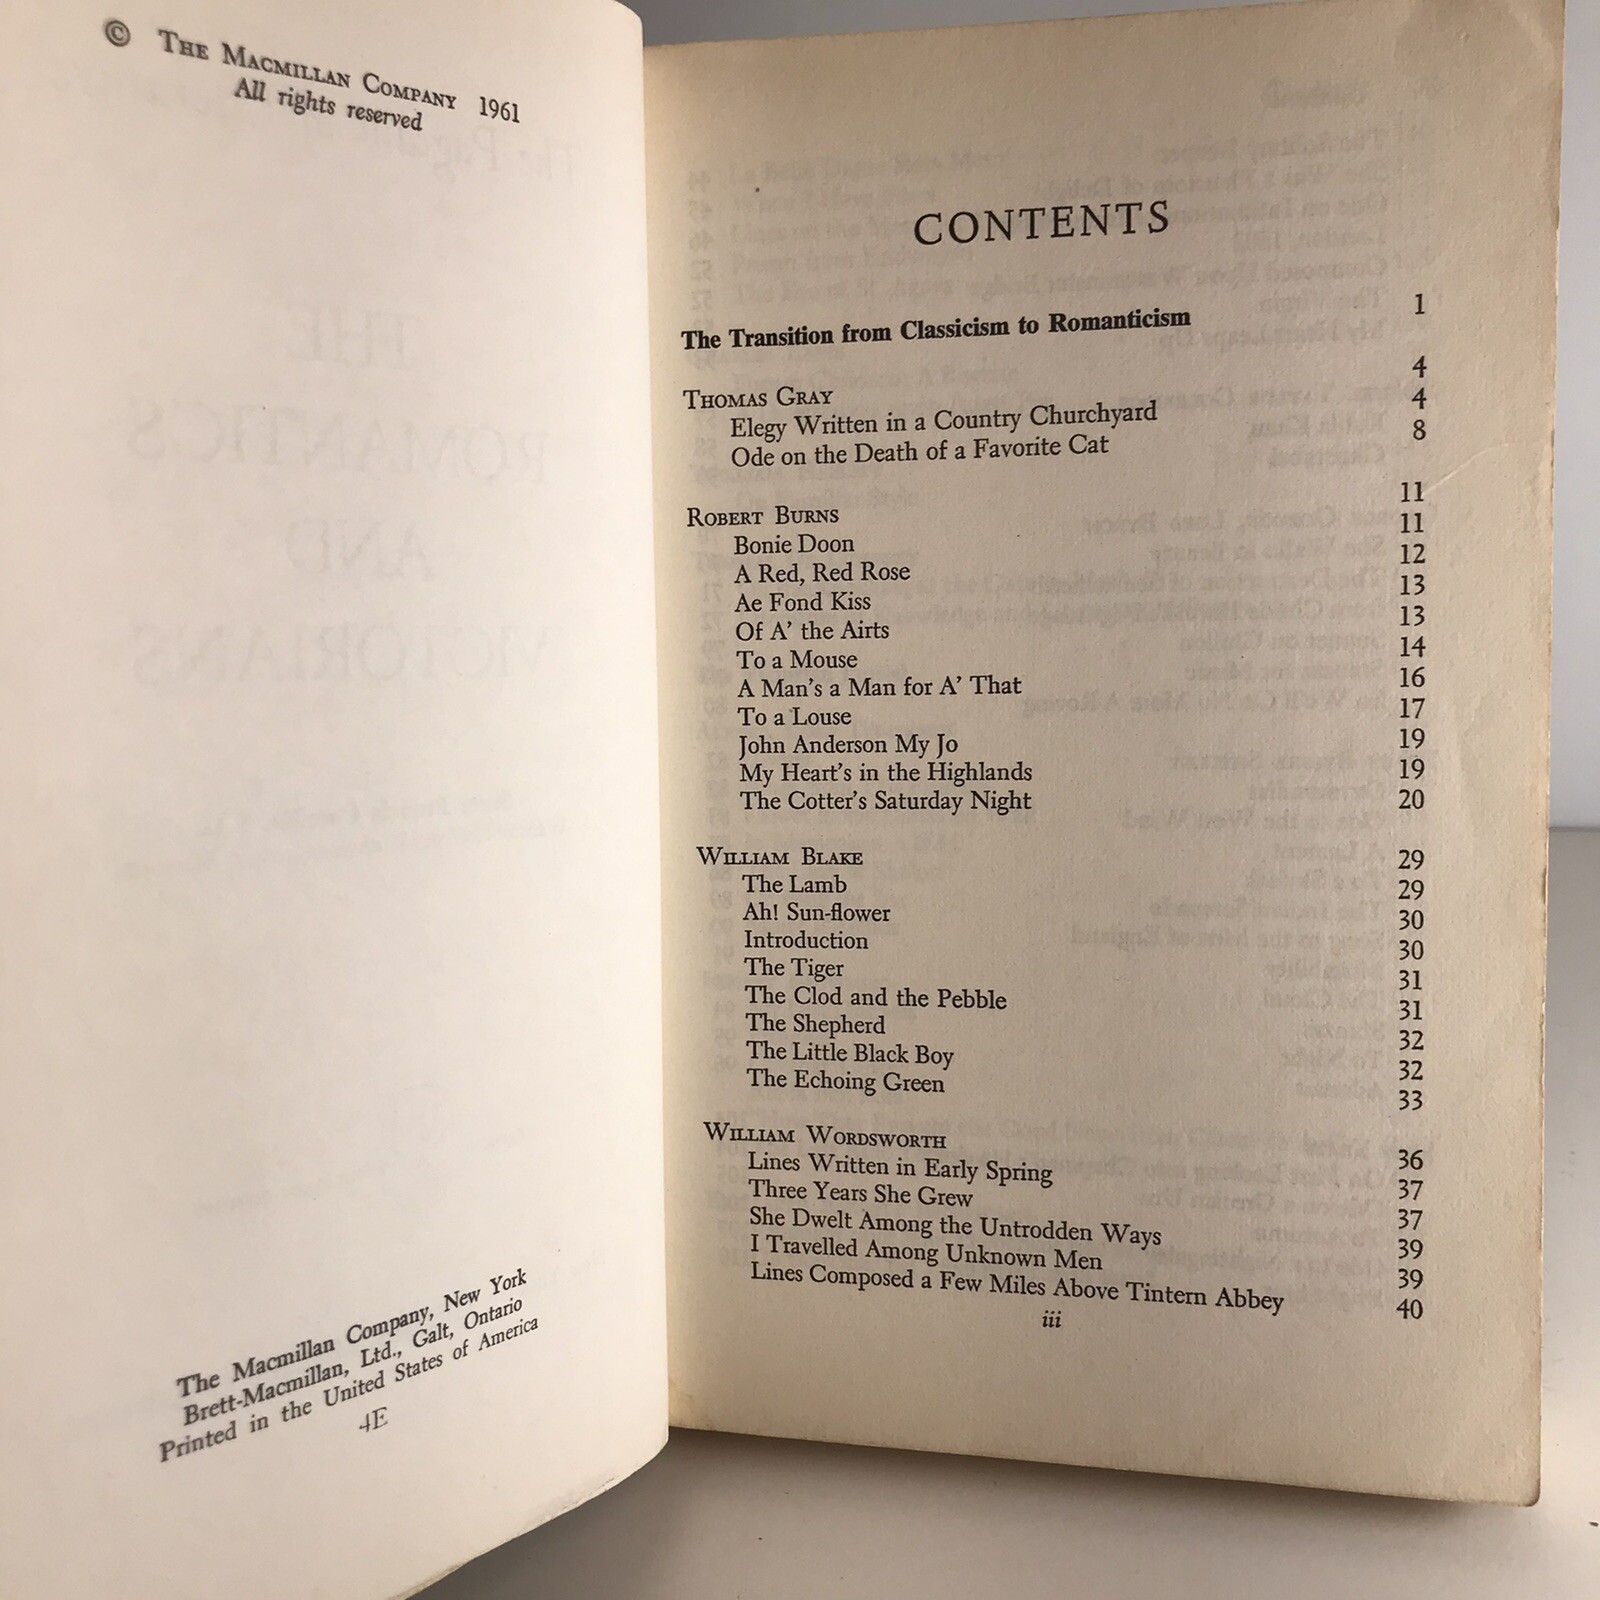 © THE MACMILLAN COMPANY 1961
All rights reserved
The Macmillan Company, New York
Brett-Macmillan, Ltd., Galt, Ontario
Printed in the United States of America
4E
CONTENTS
The Transition from Classicism to Romanticism 1
THOMAS GRAY 4
Elegy Written in a Country Churchyard 4
Ode on the Death of a Favorite Cat 8
ROBERT BURNS 11
Bonie Doon 11
A Red, Red Rose 12
Ae Fond Kiss 13
Of A' the Airts 13
To a Mouse 14
A Man's a Man for A' That 16
To a Louse 17
John Anderson My Jo 19
My Heart's in the Highlands 19
The Cotter's Saturday Night 20
WILLIAM BLAKE 29
The Lamb 29
Ah! Sun-flower 30
Introduction 30
The Tiger 31
The Clod and the Pebble 31
The Shepherd 32
The Little Black Boy 32
The Echoing Green 33
WILLIAM WORDSWORTH 36
Lines Written in Early Spring 37
Three Years She Grew 37
She Dwelt Among the Untrodden Ways 39
I Travelled Among Unknown Men 39
Lines Composed a Few Miles Above Tintern Abbey 40
iii